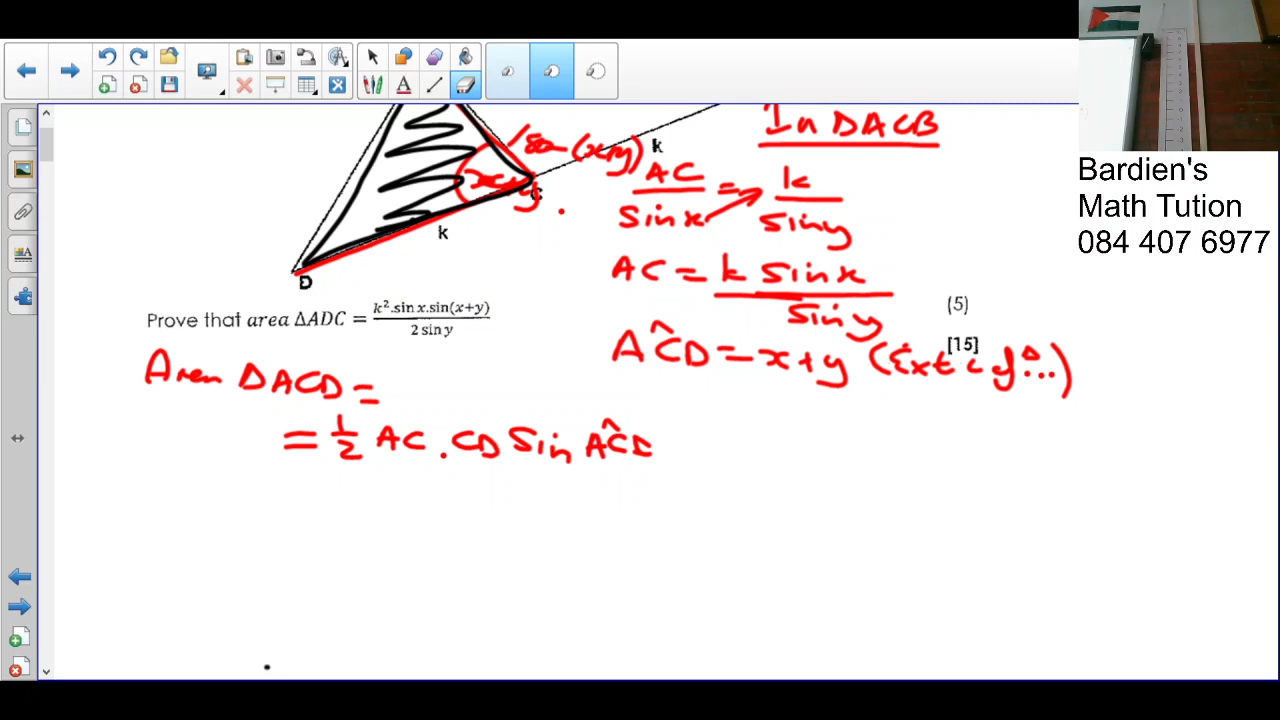 In ΔACB
180-(x+y)
k
AC/sin x = k/sin y
x+y
C
k
D
AC = k sin x / sin y
(5)
Prove that area ΔADC = k².sin x.sin(x+y) / 2 sin y
[15]
AĈD = x+y (Ext ∠ of Δ...)
Area ΔACD =
= 1/2 AC . CD Sin AĈD
Bardien's
Math Tution
084 407 6977